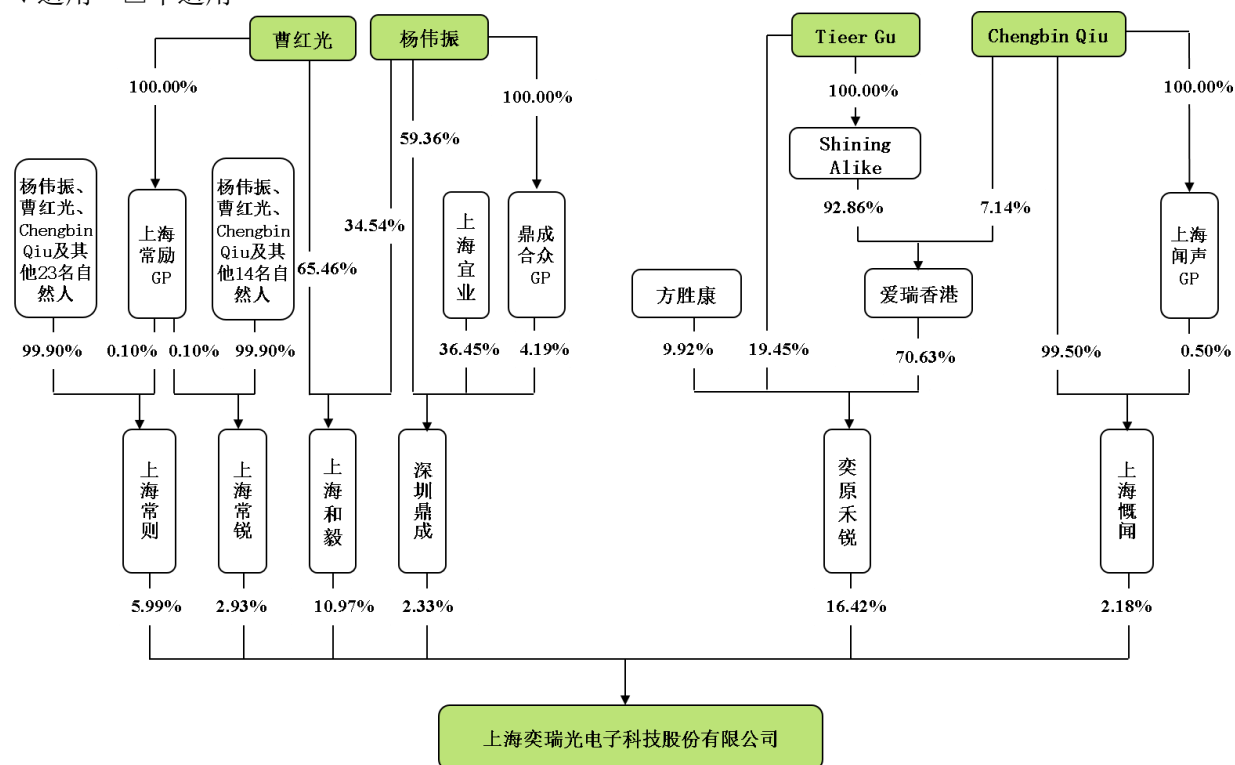 √适用 □不适用
曹红光
杨伟振
Tieer Gu
Chengbin Qiu
100.00%
100.00%
100.00%
100.00%
59.36%
Shining
Alike
杨伟振、
曹红光、
Chengbin
Qiu及其
他23名自
然人
上海
常励
GP
杨伟振、
曹红光、
Chengbin
Qiu及其
他14名自
然人
34.54%
65.46%
上海宜业
鼎成
合众
GP
92.86%
7.14%
上海
闻声
GP
方胜康
爱瑞香港
99.90%
0.10%
0.10%
99.90%
36.45%
4.19%
9.92%
19.45%
70.63%
99.50%
0.50%
上海常则
上海常锐
上海和毅
深圳鼎成
奕原禾锐
上海慨闻
5.99%
2.93%
10.97%
2.33%
16.42%
2.18%
上海奕瑞光电子科技股份有限公司